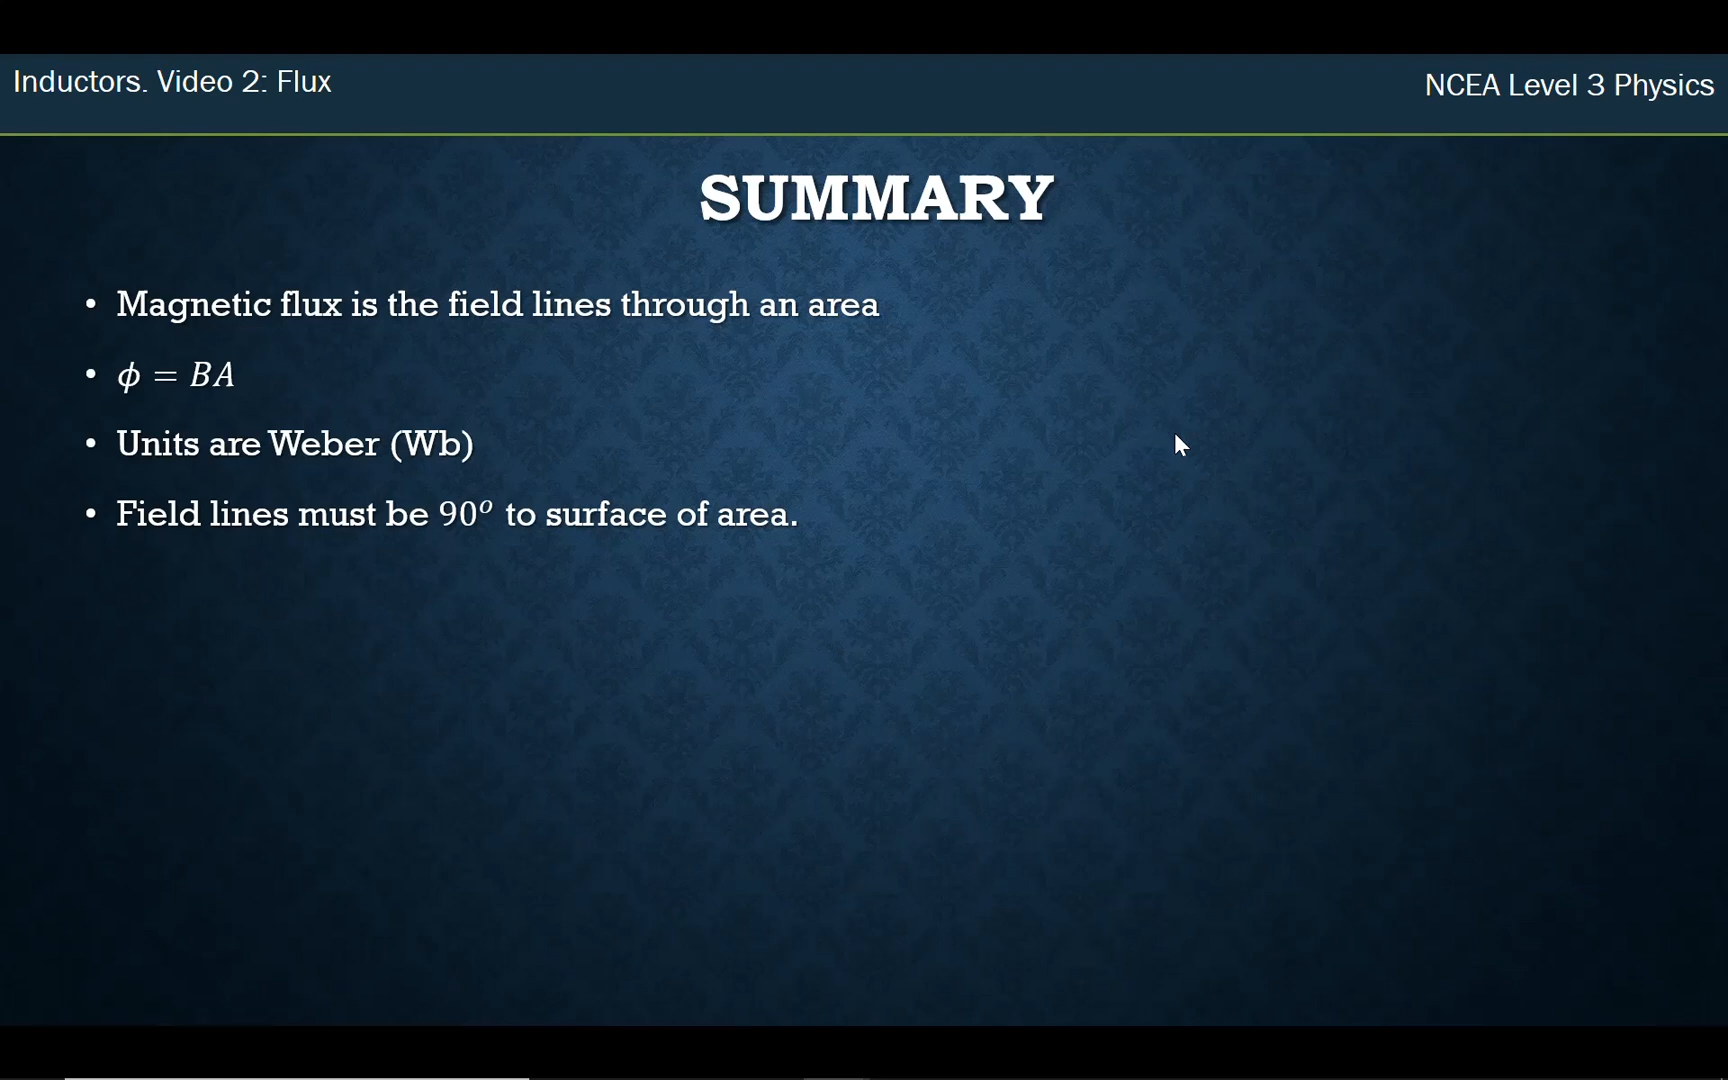 Inductors. Video 2: Flux
NCEA Level 3 Physics
SUMMARY
• Magnetic flux is the field lines through an area
• ϕ = BA
• Units are Weber (Wb)
• Field lines must be 90° to surface of area.